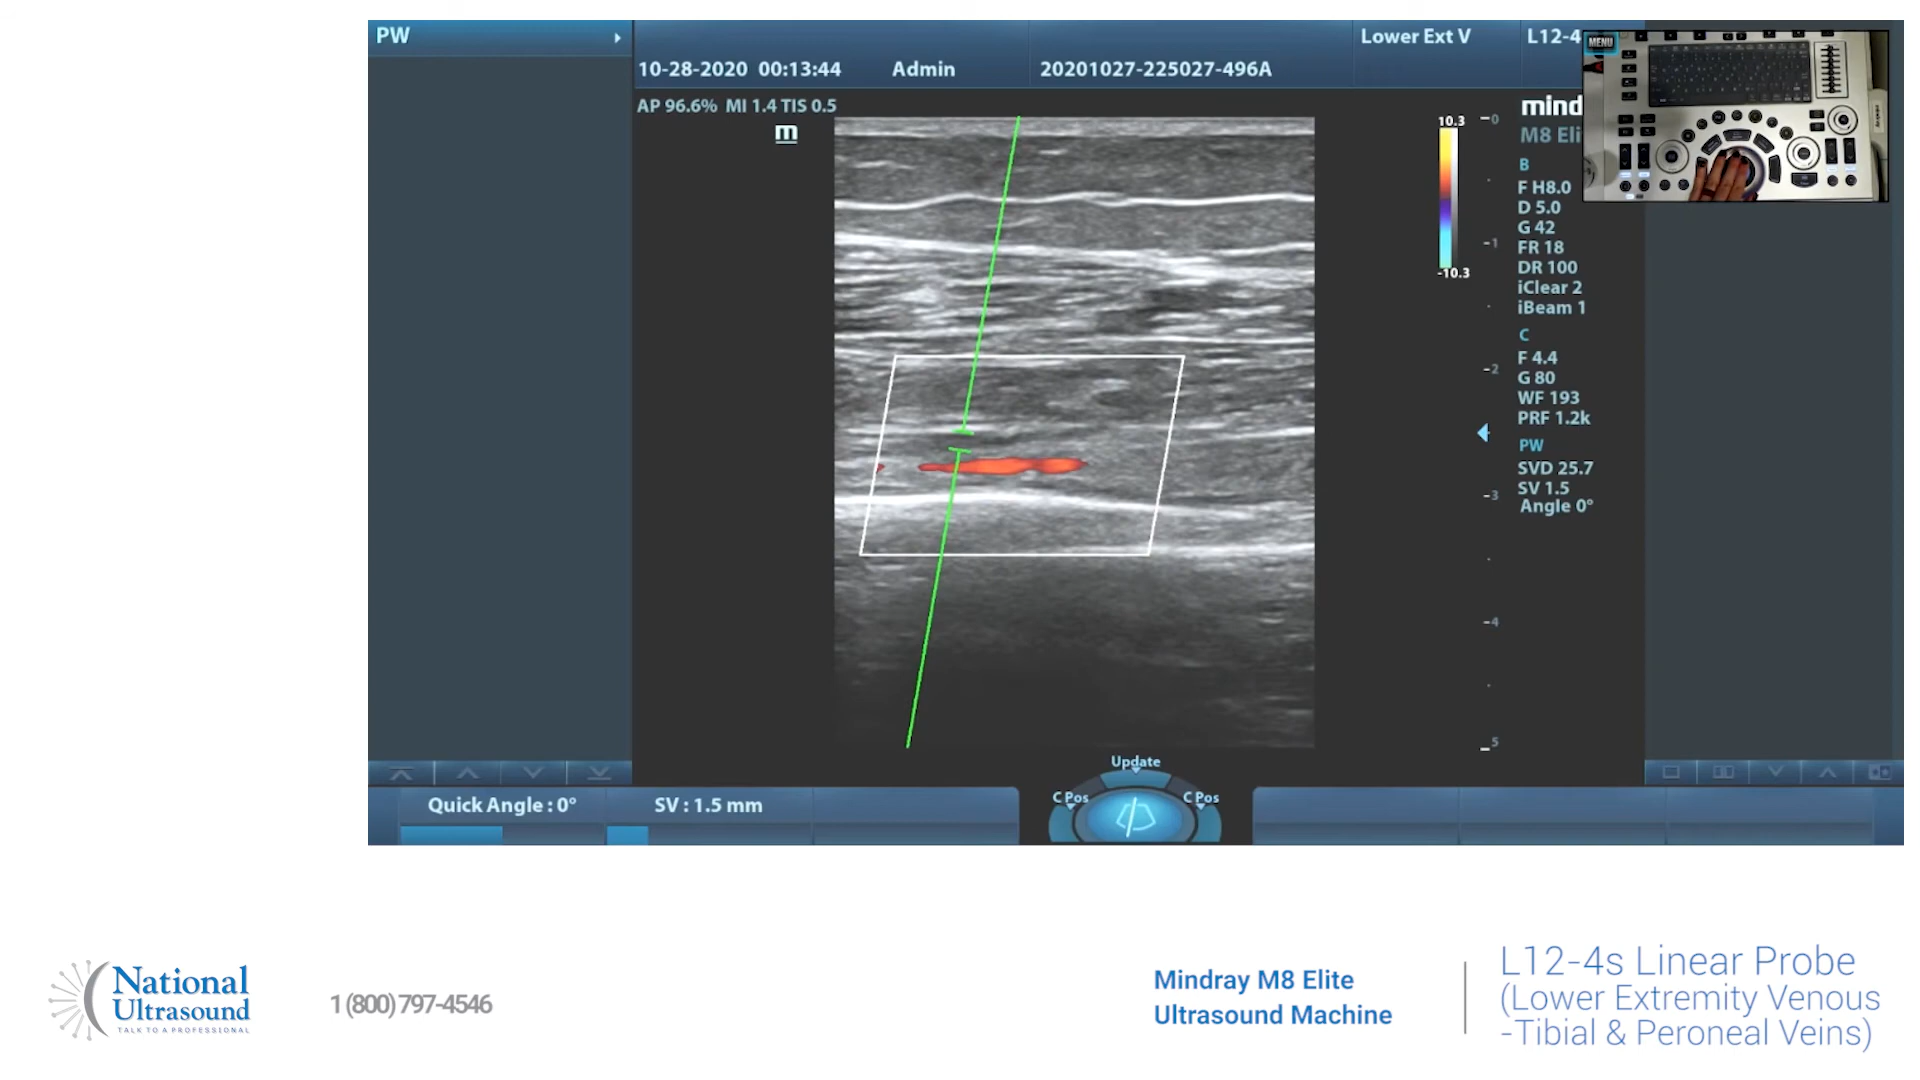 PW
Lower Ext V
L12-4
MENU
10-28-2020 00:13:44
Admin
20201027-225027-496A
AP 96.6% MI 1.4 TIS 0.5
m
mind
M8 Eli
10.3
-10.3
0
1
2
3
4
5
B
F H8.0
D 5.0
G 42
FR 18
DR 100
iClear 2
iBeam 1
C
F 4.4
G 80
WF 193
PRF 1.2k
PW
SVD 25.7
SV 1.5
Angle 0°
Update
C Pos
C Pos
Quick Angle : 0°
SV : 1.5 mm
National
Ultrasound
TALK TO A PROFESSIONAL
1 (800) 797-4546
Mindray M8 Elite
Ultrasound Machine
L12-4s Linear Probe
(Lower Extremity Venous
-Tibial & Peroneal Veins)